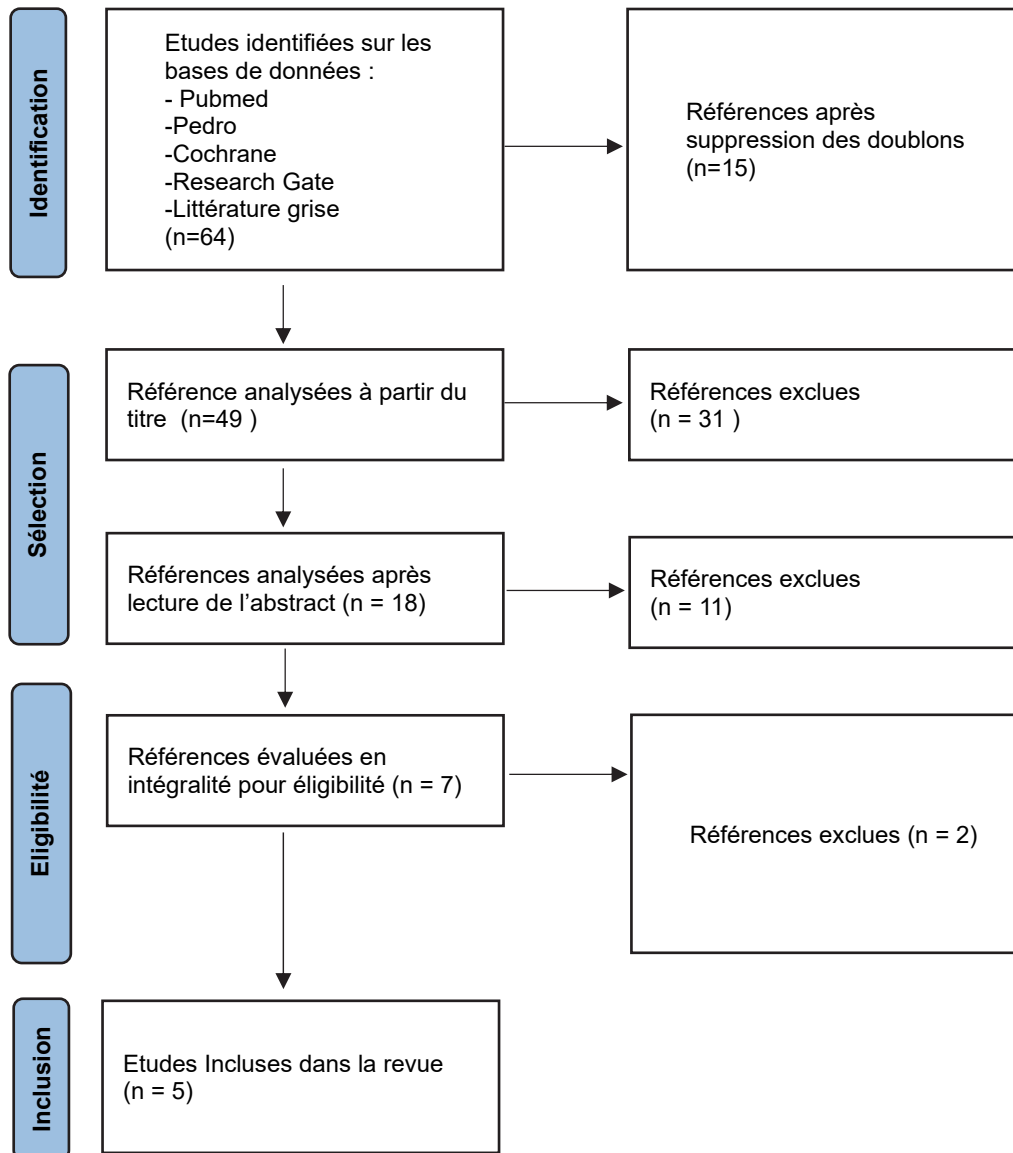 Identification
Etudes identifiées sur les
bases de données :
- Pubmed
-Pedro
-Cochrane
-Research Gate
-Littérature grise
(n=64)
Références après
suppression des doublons
(n=15)
Sélection
Référence analysées à partir du
titre  (n=49 )
Références exclues
(n = 31 )
Références analysées après
lecture de l’abstract (n = 18)
Références exclues
(n = 11)
Eligibilité
Références évaluées en
intégralité pour éligibilité (n = 7)
Références exclues (n = 2)
Inclusion
Etudes Incluses dans la revue
(n = 5)